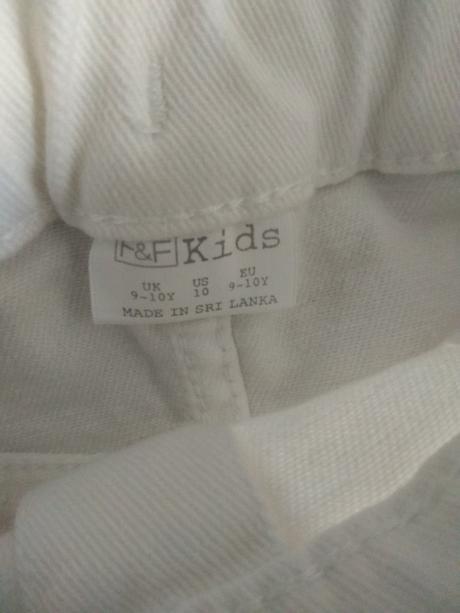 F&F Kids
UK US EU
9-10Y 10 9-10Y
MADE IN SRI LANKA